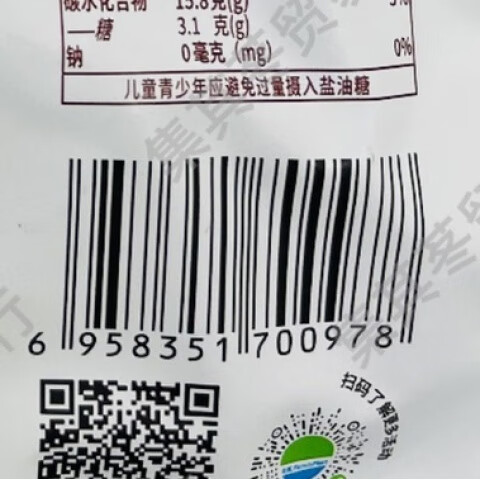 碳水化合物 15.8克(g) 5%
—糖 3.1 克(g)
钠 0毫克(mg) 0%
儿童青少年应避免过量摄入盐油糖
6 958351 700978
扫码了解更多活动